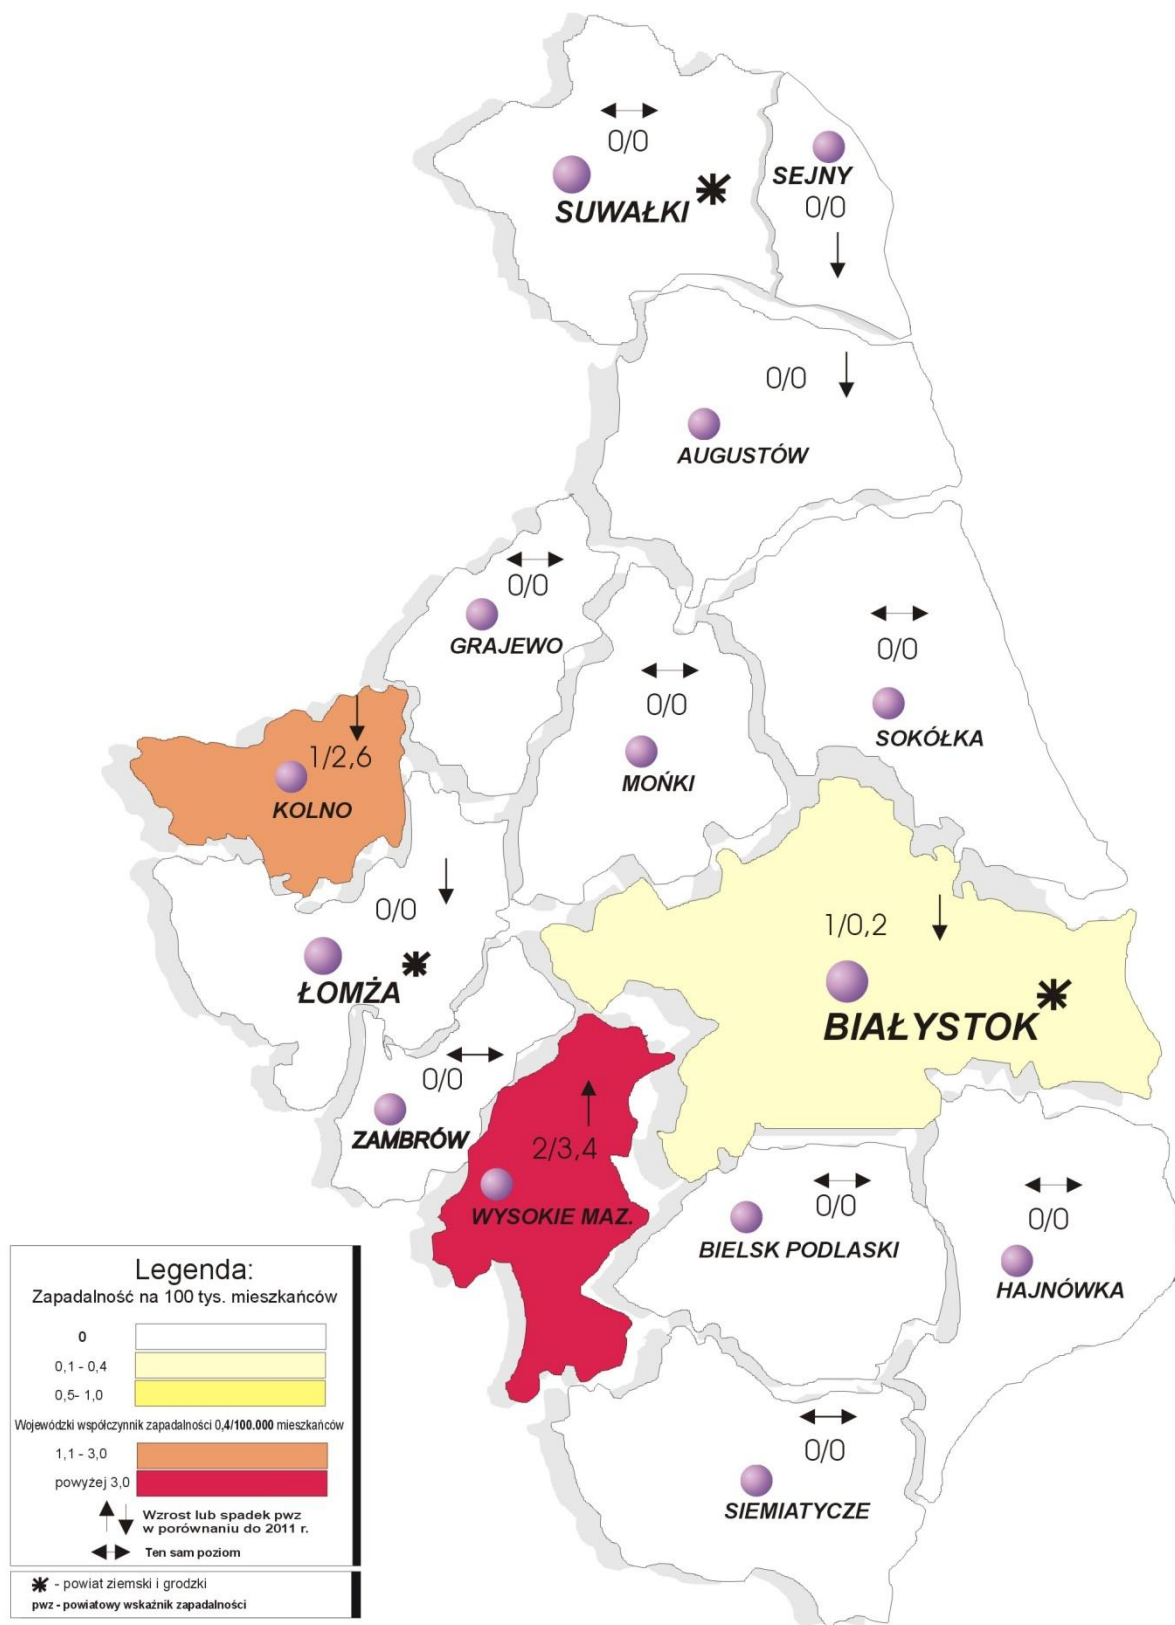 0/0
SUWAŁKI
SEJNY
0/0
0/0
AUGUSTÓW
0/0
GRAJEWO
0/0
MOŃKI
0/0
SOKÓŁKA
1/2,6
KOLNO
0/0
ŁOMŻA
1/0,2
BIAŁYSTOK
0/0
ZAMBRÓW
2/3,4
WYSOKIE MAZ.
0/0
BIELSK PODLASKI
0/0
HAJNÓWKA
0/0
SIEMIATYCZE
Legenda:
Zapadalność na 100 tys. mieszkańców
0
0,1 - 0,4
0,5- 1,0
Wojewódzki współczynnik zapadalności 0,4/100.000 mieszkańców
1,1 - 3,0
powyżej 3,0
Wzrost lub spadek pwz
w porównaniu do 2011 r.
Ten sam poziom
- powiat ziemski i grodzki
pwz - powiatowy wskaźnik zapadalności